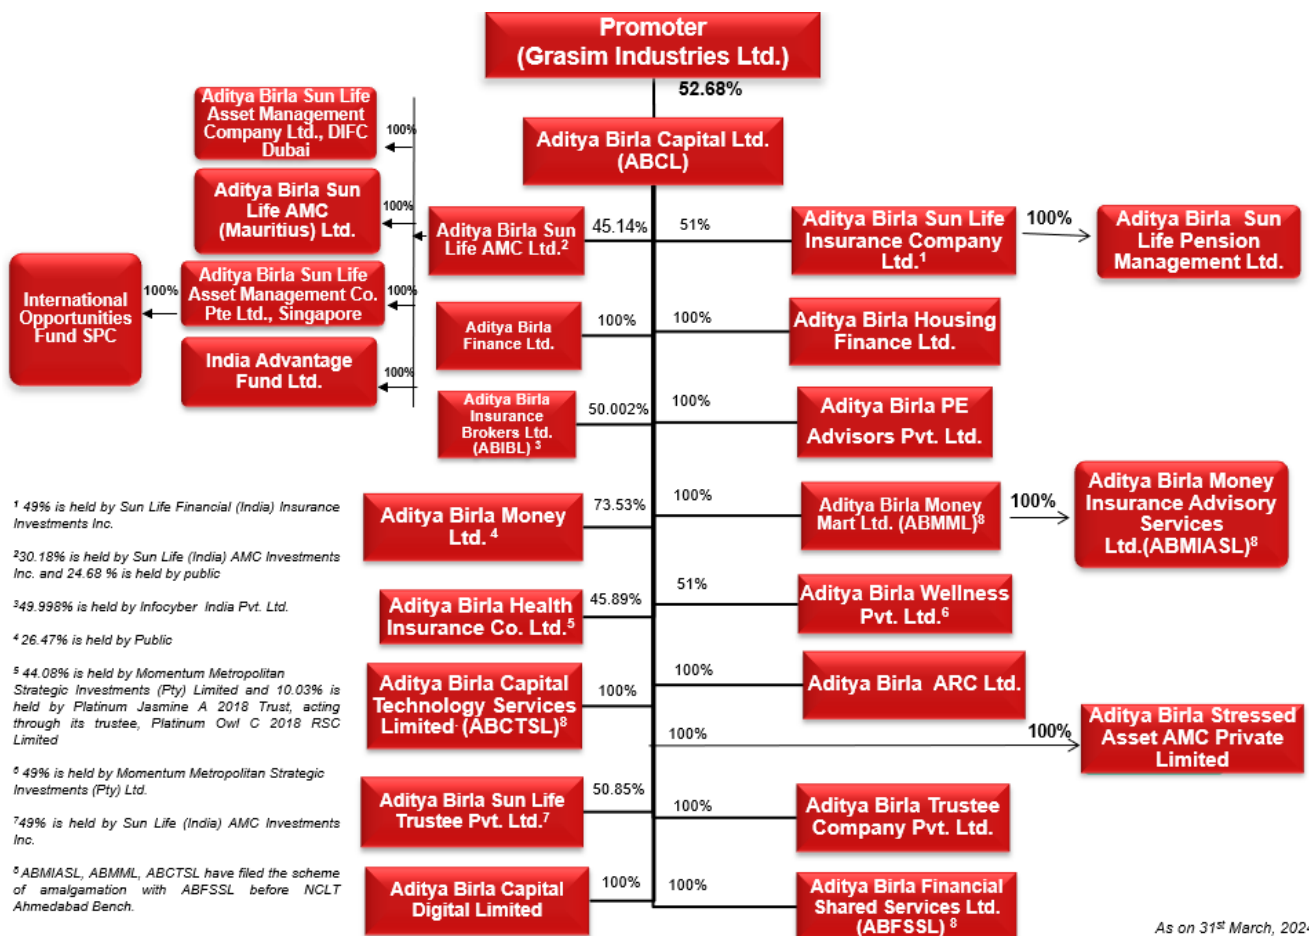 Promoter
(Grasim Industries Ltd.)
52.68%
Aditya Birla Capital Ltd.
(ABCL)
Aditya Birla Sun Life
Asset Management
Company Ltd., DIFC
Dubai
100%
Aditya Birla Sun
Life AMC
(Mauritius) Ltd.
100%
Aditya Birla Sun Life
Asset Management Co.
Pte Ltd., Singapore
100%
International
Opportunities
Fund SPC
100%
India Advantage
Fund Ltd.
100%
Aditya Birla Sun
Life AMC Ltd.²
45.14%
51%
Aditya Birla Sun Life
Insurance Company
Ltd.¹
100%
Aditya Birla Sun
Life Pension
Management Ltd.
Aditya Birla
Finance Ltd.
100%
100%
Aditya Birla Housing
Finance Ltd.
Aditya Birla
Insurance
Brokers Ltd.
(ABIBL) ³
50.002%
100%
Aditya Birla PE
Advisors Pvt. Ltd.
Aditya Birla Money
Ltd. ⁴
73.53%
100%
Aditya Birla Money
Mart Ltd. (ABMML)⁸
100%
Aditya Birla Money
Insurance Advisory
Services
Ltd.(ABMIASL)⁸
Aditya Birla Health
Insurance Co. Ltd.⁵
45.89%
51%
Aditya Birla Wellness
Pvt. Ltd.⁶
Aditya Birla Capital
Technology Services
Limited. (ABCTSL)⁸
100%
100%
Aditya Birla ARC Ltd.
100%
100%
Aditya Birla Stressed
Asset AMC Private
Limited
Aditya Birla Sun Life
Trustee Pvt. Ltd.⁷
50.85%
100%
Aditya Birla Trustee
Company Pvt. Ltd.
Aditya Birla Capital
Digital Limited
100%
100%
Aditya Birla Financial
Shared Services Ltd.
(ABFSSL) ⁸
¹ 49% is held by Sun Life Financial (India) Insurance
Investments Inc.
²30.18% is held by Sun Life (India) AMC Investments
Inc. and 24.68 % is held by public
³49.998% is held by Infocyber India Pvt. Ltd.
⁴ 26.47% is held by Public
⁵ 44.08% is held by Momentum Metropolitan
Strategic Investments (Pty) Limited and 10.03% is
held by Platinum Jasmine A 2018 Trust, acting
through its trustee, Platinum Owl C 2018 RSC
Limited
⁶ 49% is held by Momentum Metropolitan Strategic
Investments (Pty) Ltd.
⁷49% is held by Sun Life (India) AMC Investments
Inc.
⁸ ABMIASL, ABMML, ABCTSL have filed the scheme
of amalgamation with ABFSSL before NCLT
Ahmedabad Bench.
As on 31ˢᵗ March, 202